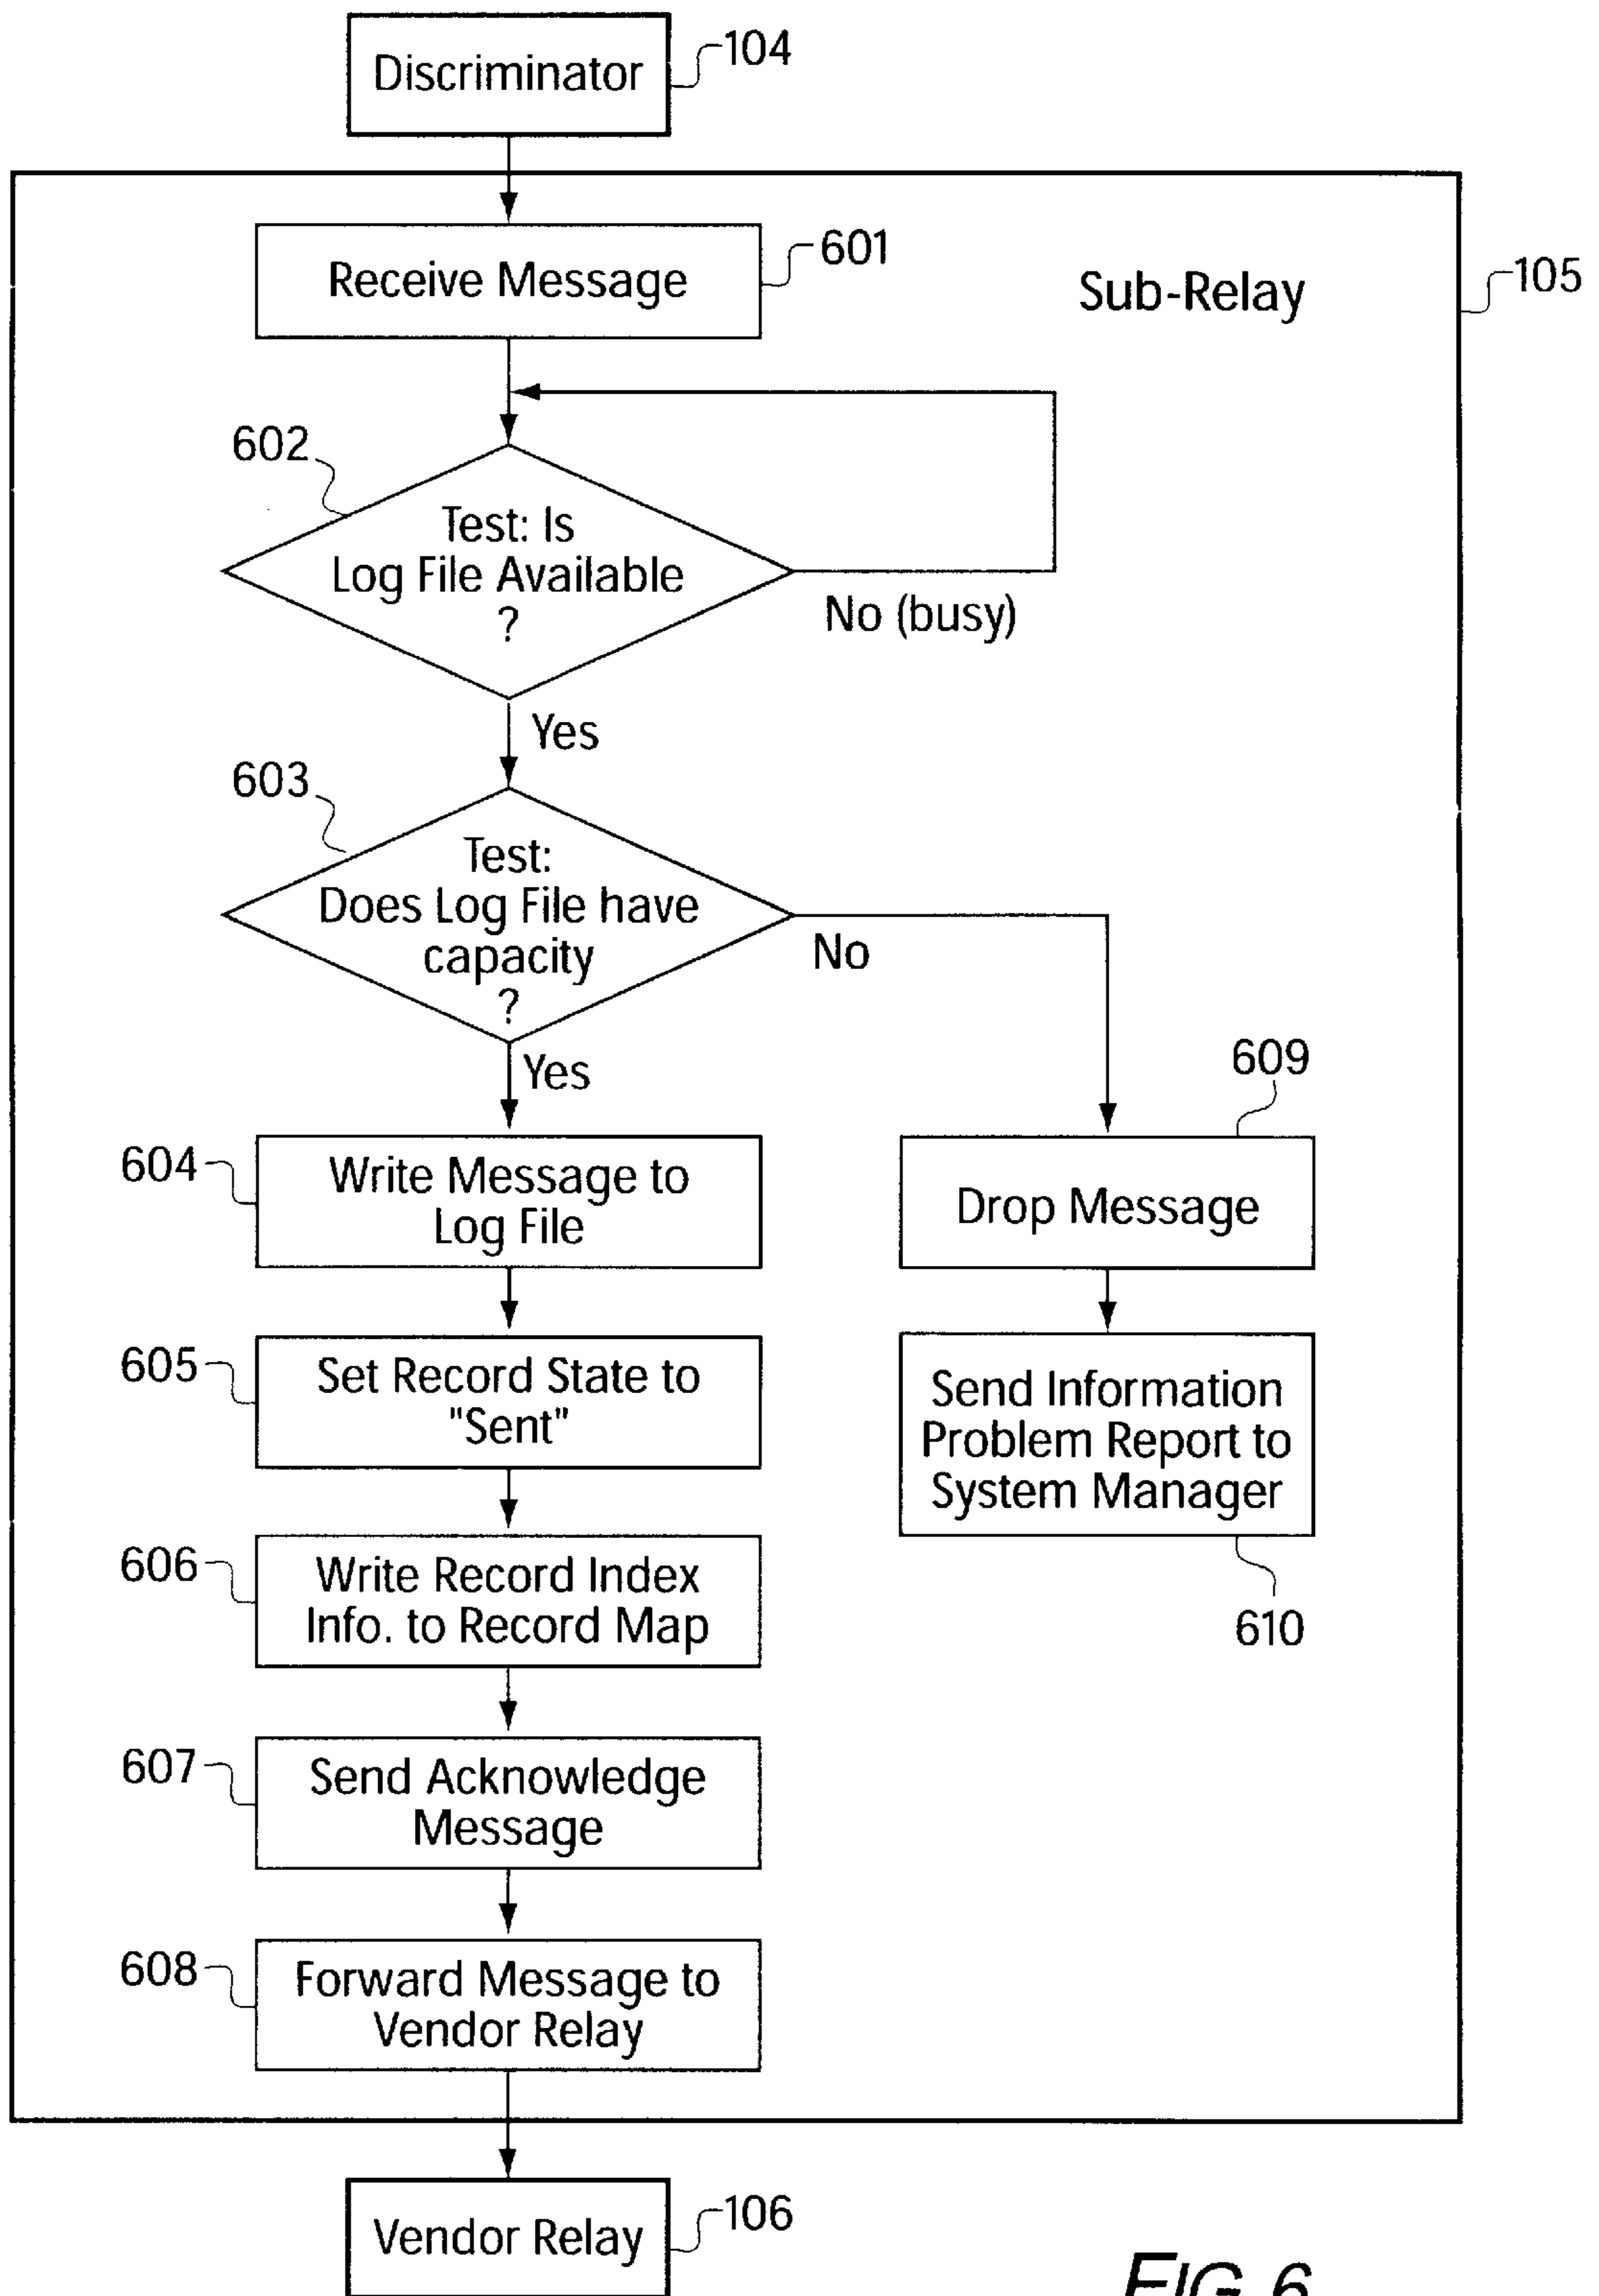 Discriminator
104
Receive Message
601
Sub-Relay
105
602
Test: Is
Log File Available
?
No (busy)
Yes
603
Test:
Does Log File have
capacity
?
No
Yes
609
604
Write Message to
Log File
Drop Message
605
Set Record State to
"Sent"
Send Information
Problem Report to
System Manager
606
Write Record Index
Info. to Record Map
610
607
Send Acknowledge
Message
608
Forward Message to
Vendor Relay
Vendor Relay
106
FIG. 6